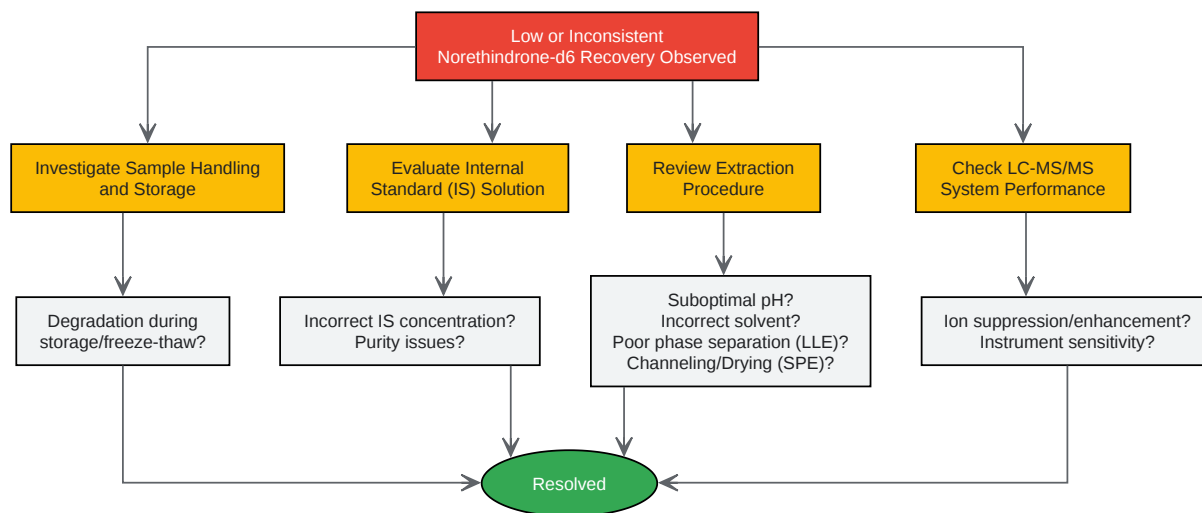 Low or Inconsistent
Norethindrone-d6 Recovery Observed
Investigate Sample Handling
and Storage
Evaluate Internal
Standard (IS) Solution
Review Extraction
Procedure
Check LC-MS/MS
System Performance
Degradation during
storage/freeze-thaw?
Incorrect IS concentration?
Purity issues?
Suboptimal pH?
Incorrect solvent?
Poor phase separation (LLE)?
Channeling/Drying (SPE)?
Ion suppression/enhancement?
Instrument sensitivity?
Resolved